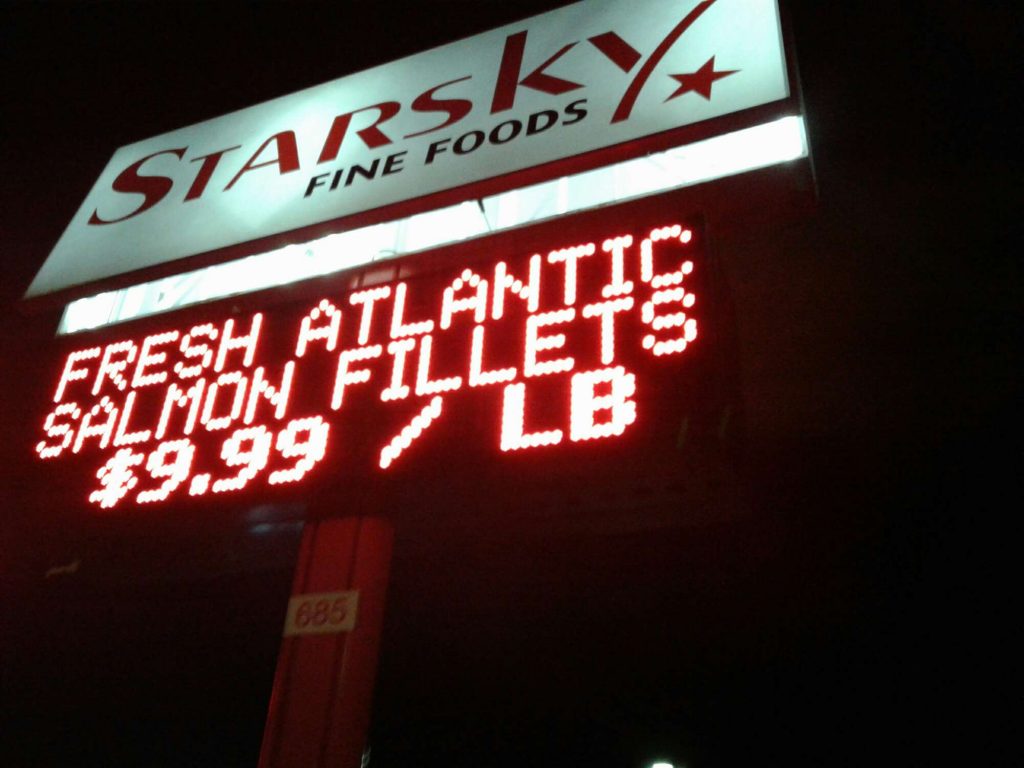 STARSKY
FINE FOODS
FRESH ATLANTIC
SALMON FILLETS
$9.99 / LB
685